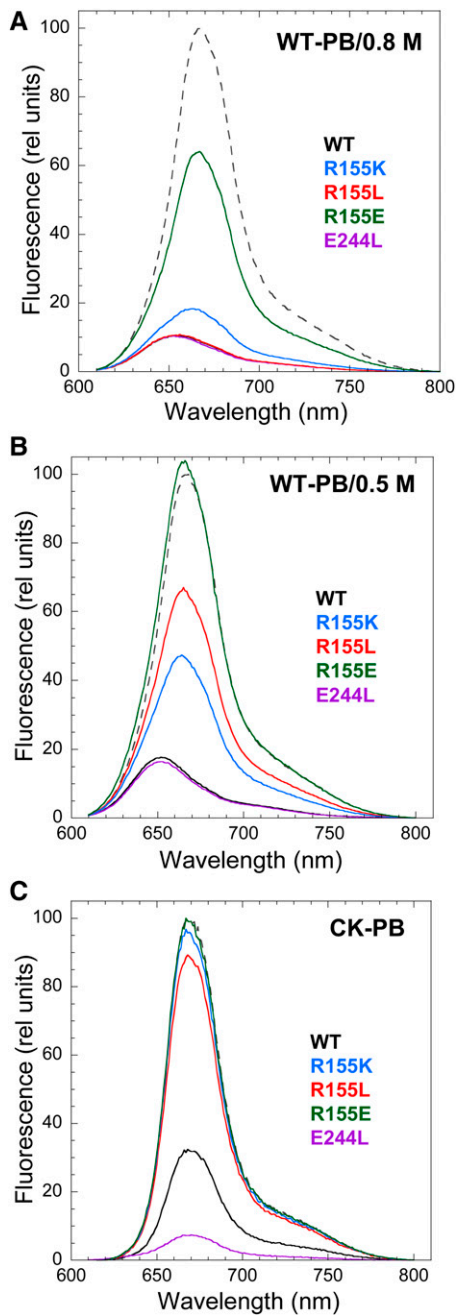 A
WT-PB/0.8 M
Fluorescence (rel units)
100
80
60
40
20
0
WT
R155K
R155L
R155E
E244L
600
650
700
750
800
Wavelength (nm)
B
WT-PB/0.5 M
Fluorescence (rel units)
100
80
60
40
20
0
WT
R155K
R155L
R155E
E244L
600
650
700
750
800
Wavelength (nm)
C
CK-PB
Fluorescence (rel units)
100
80
60
40
20
0
WT
R155K
R155L
R155E
E244L
600
650
700
750
800
Wavelength (nm)